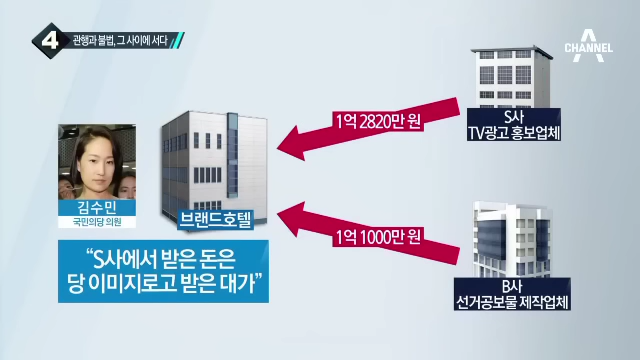 4 관행과 불법, 그 사이에 서다
CHANNEL A
1억 2820만 원
S사
TV광고 홍보업체
김수민
국민의당 의원
브랜드호텔
1억 1000만 원
“S사에서 받은 돈은
당 이미지로고 받은 대가”
B사
선거공보물 제작업체